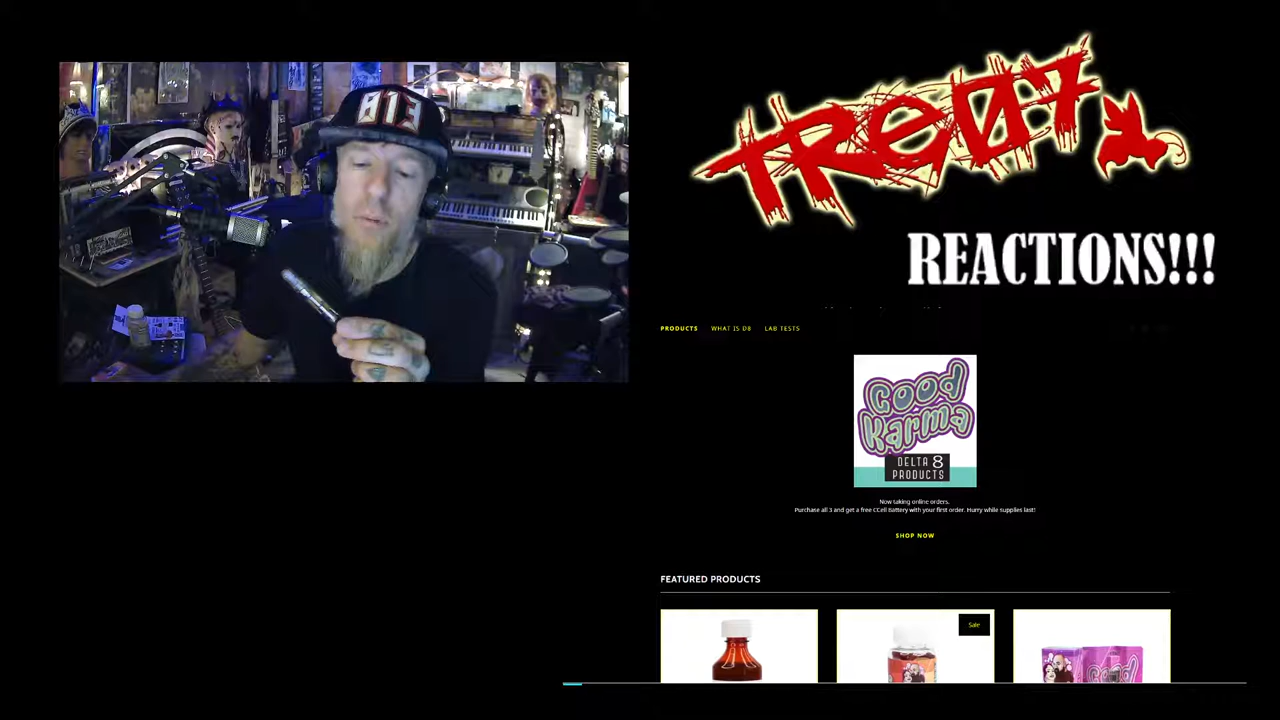 013
TRe07
REACTIONS!!!
PRODUCTS WHAT IS D8 LAB TESTS
Good
Karma
DELTA 8
PRODUCTS
Now taking online orders.
Purchase all 3 and get a free CCell Battery with your first order. Hurry while supplies last!
SHOP NOW
FEATURED PRODUCTS
Sale